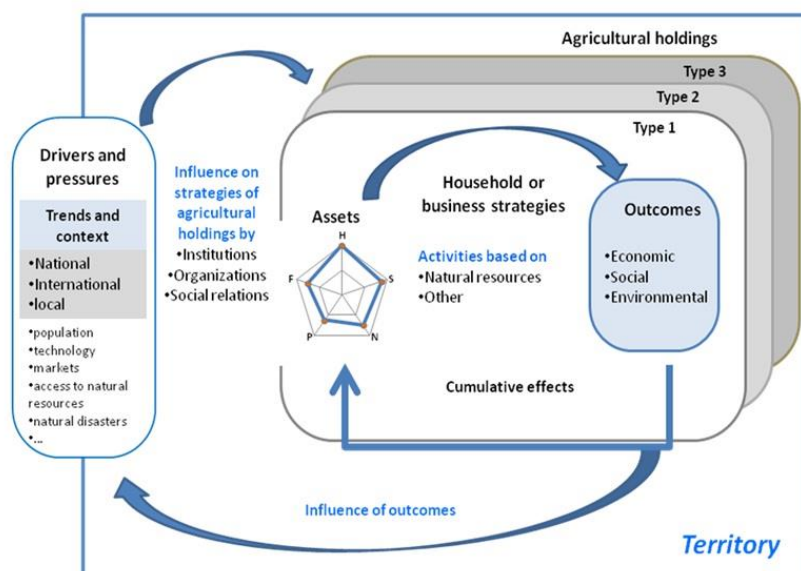 Agricultural holdings
Type 3
Type 2
Type 1
Drivers and
pressures
Trends and
context
•National
•International
•local
•population
•technology
•markets
•access to natural
resources
•natural disasters
•...
Influence on
strategies of
agricultural
holdings by
•Institutions
•Organizations
•Social relations
Assets
H
F
S
P
N
Household or
business strategies
Activities based on
•Natural resources
•Other
Outcomes
•Economic
•Social
•Environmental
Cumulative effects
Influence of outcomes
Territory